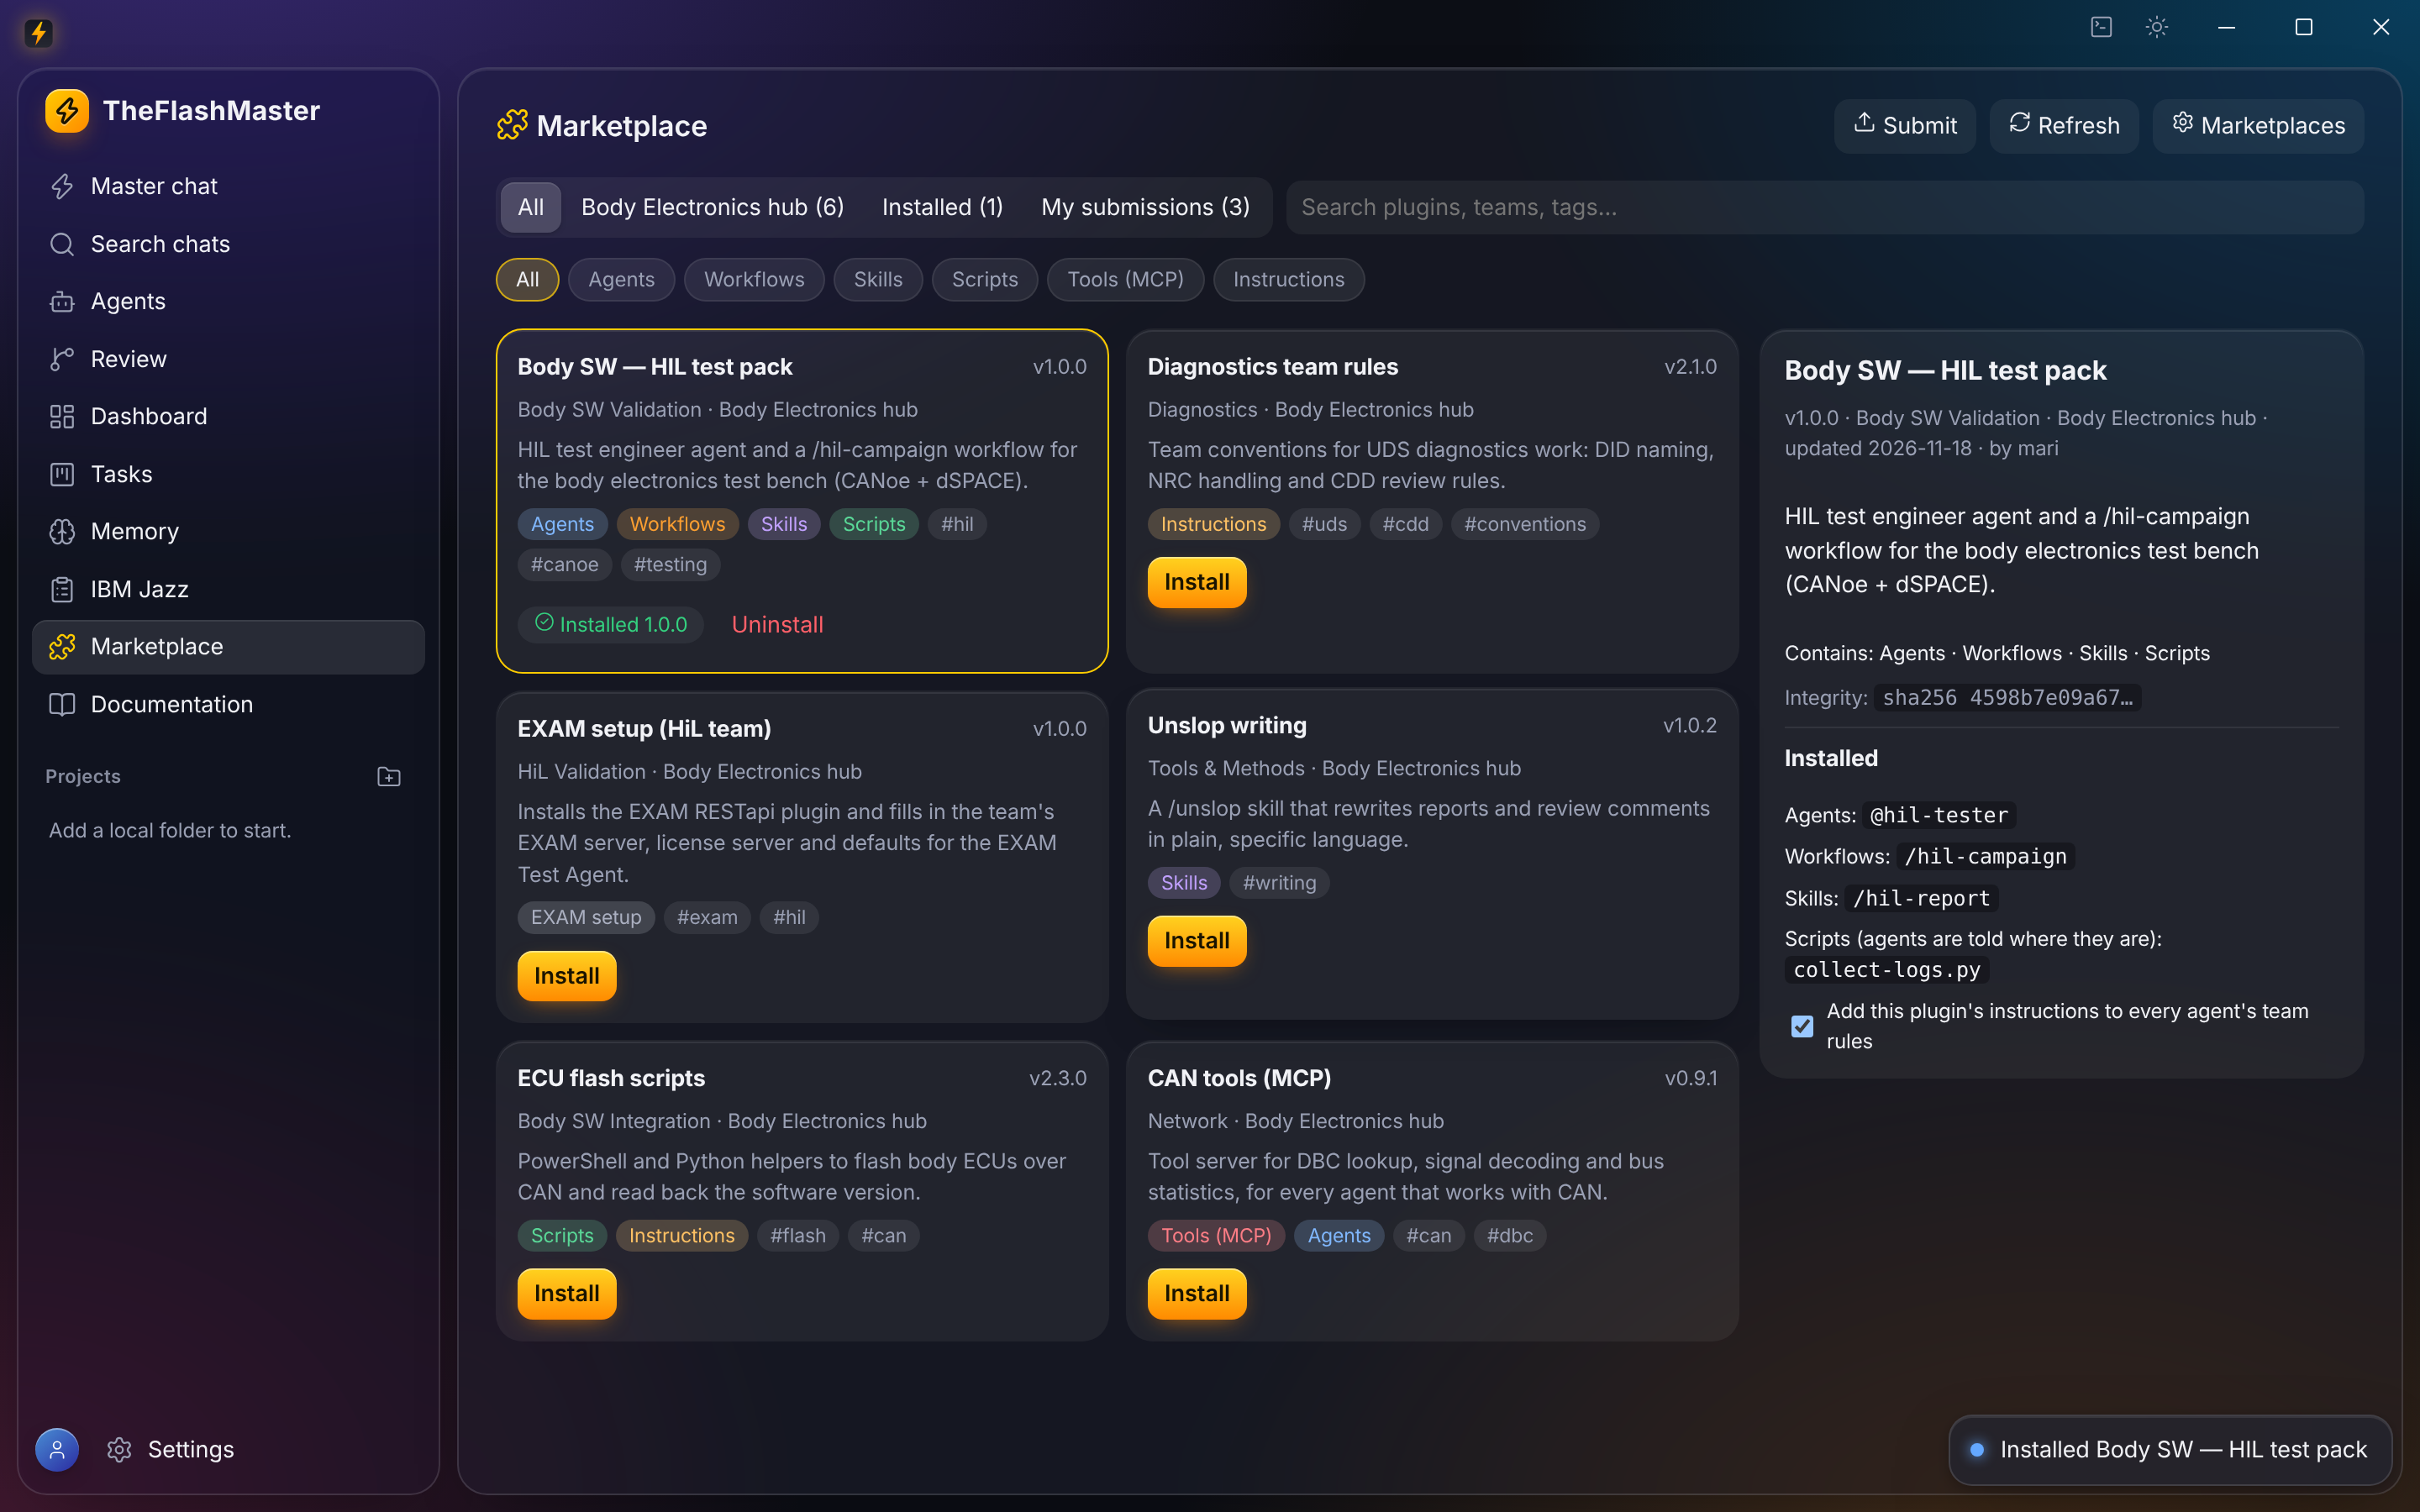 TheFlashMaster
Master chat
Search chats
Agents
Review
Dashboard
Tasks
Memory
IBM Jazz
Marketplace
Documentation
Projects
Add a local folder to start.
Settings
Marketplace
Submit
Refresh
Marketplaces
All
Body Electronics hub (6)
Installed (1)
My submissions (3)
Search plugins, teams, tags...
All
Agents
Workflows
Skills
Scripts
Tools (MCP)
Instructions
Body SW — HIL test pack
v1.0.0
Body SW Validation · Body Electronics hub
HIL test engineer agent and a /hil-campaign workflow for
the body electronics test bench (CANoe + dSPACE).
Agents Workflows Skills Scripts #hil
#canoe #testing
Installed 1.0.0 Uninstall
Diagnostics team rules
v2.1.0
Diagnostics · Body Electronics hub
Team conventions for UDS diagnostics work: DID naming,
NRC handling and CDD review rules.
Instructions #uds #cdd #conventions
Install
EXAM setup (HiL team)
v1.0.0
HiL Validation · Body Electronics hub
Installs the EXAM RESTapi plugin and fills in the team's
EXAM server, license server and defaults for the EXAM
Test Agent.
EXAM setup #exam #hil
Install
Unslop writing
v1.0.2
Tools & Methods · Body Electronics hub
A /unslop skill that rewrites reports and review comments
in plain, specific language.
Skills #writing
Install
ECU flash scripts
v2.3.0
Body SW Integration · Body Electronics hub
PowerShell and Python helpers to flash body ECUs over
CAN and read back the software version.
Scripts Instructions #flash #can
Install
CAN tools (MCP)
v0.9.1
Network · Body Electronics hub
Tool server for DBC lookup, signal decoding and bus
statistics, for every agent that works with CAN.
Tools (MCP) Agents #can #dbc
Install
Body SW — HIL test pack
v1.0.0 · Body SW Validation · Body Electronics hub ·
updated 2026-11-18 · by mari
HIL test engineer agent and a /hil-campaign
workflow for the body electronics test bench
(CANoe + dSPACE).
Contains: Agents · Workflows · Skills · Scripts
Integrity: sha256 4598b7e09a67…
Installed
Agents: @hil-tester
Workflows: /hil-campaign
Skills: /hil-report
Scripts (agents are told where they are):
collect-logs.py
Add this plugin's instructions to every agent's team
rules
Installed Body SW — HIL test pack